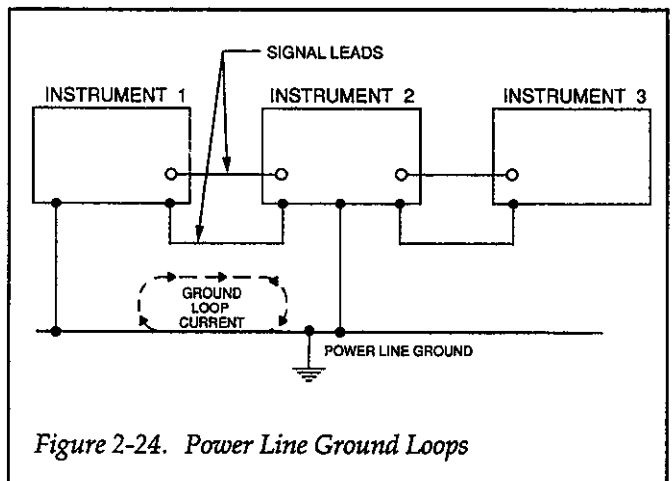 SIGNAL LEADS
INSTRUMENT 1
INSTRUMENT 2
INSTRUMENT 3
GROUND
LOOP
CURRENT
POWER LINE GROUND
Figure 2-24. Power Line Ground Loops